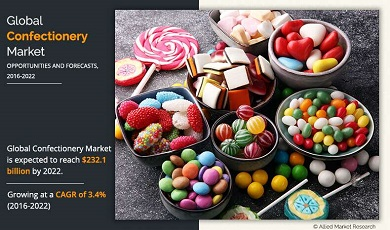 Global
Confectionery
Market
OPPORTUNITIES AND FORECASTS,
2016-2022
Global Confectionery Market
is expected to reach $232.1
billion by 2022.
Growing at a CAGR of 3.4%
(2016-2022)
© Allied Market Research